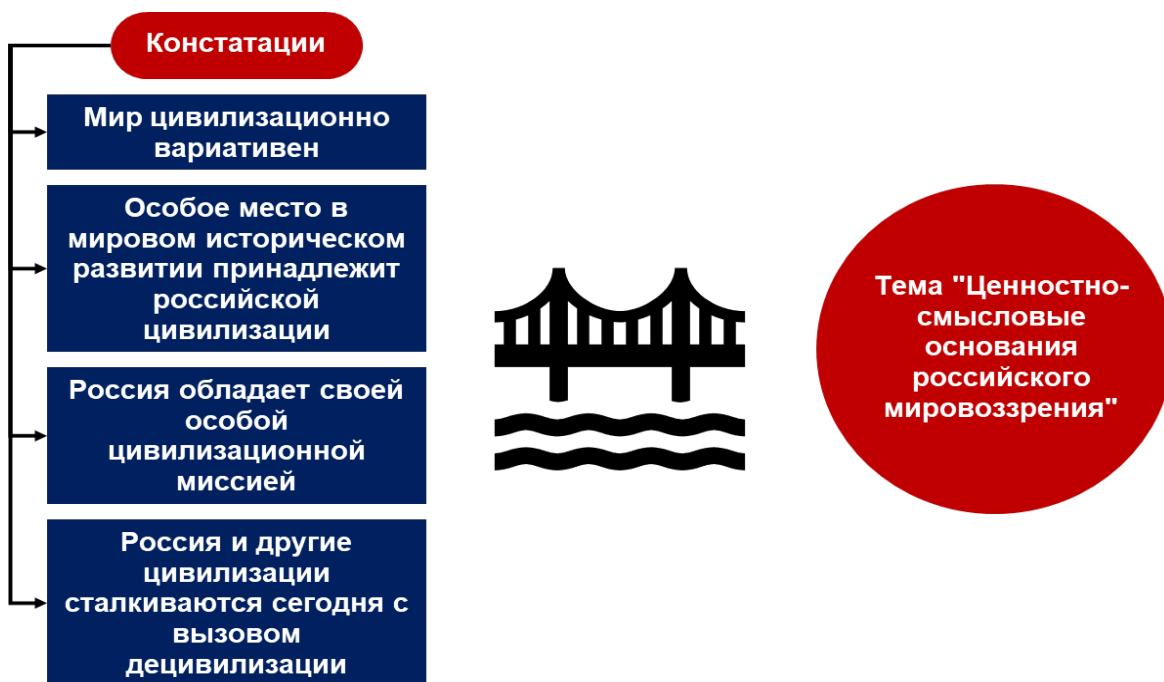 Констатации
Мир цивилизационно
вариативен
Особое место в
мировом историческом
развитии принадлежит
российской
цивилизации
Россия обладает своей
особой
цивилизационной
миссией
Россия и другие
цивилизации
сталкиваются сегодня с
вызовом
децивилизации
Тема "Ценностно-
смысловые
основания
российского
мировоззрения"